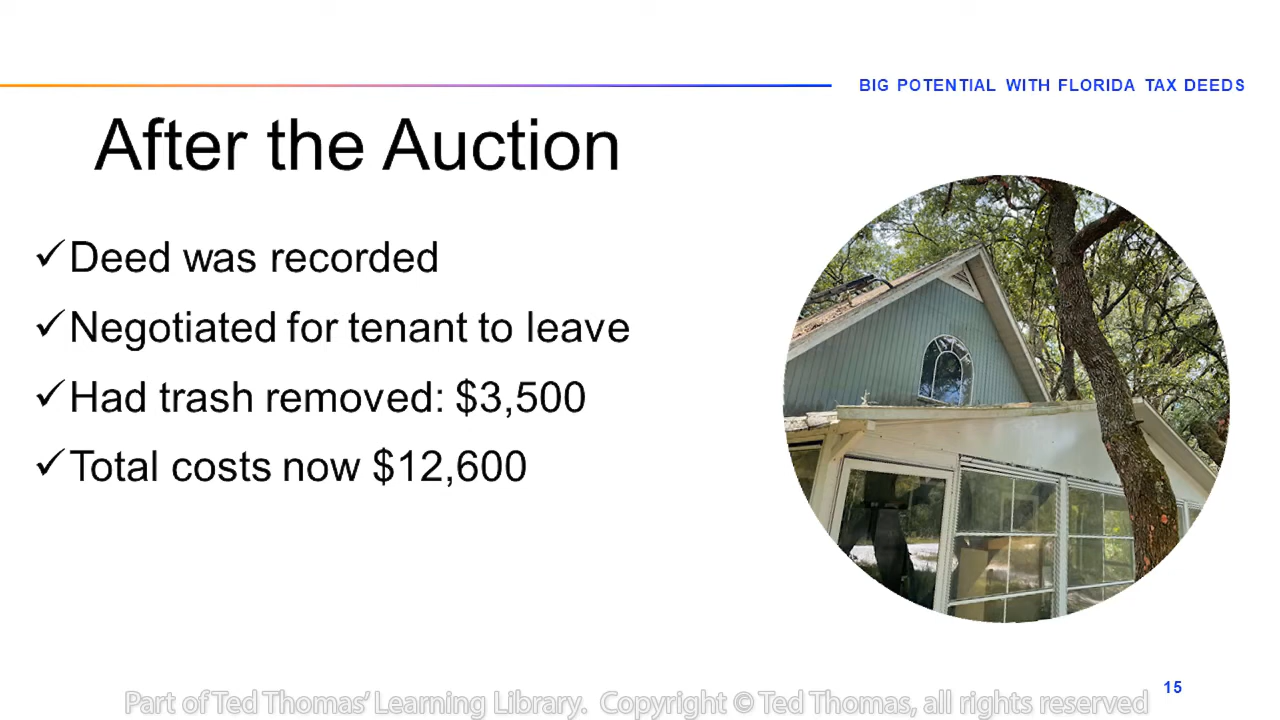 BIG POTENTIAL WITH FLORIDA TAX DEEDS
After the Auction
✓Deed was recorded
✓Negotiated for tenant to leave
✓Had trash removed: $3,500
✓Total costs now $12,600
15
Part of Ted Thomas’ Learning Library. Copyright © Ted Thomas, all rights reserved